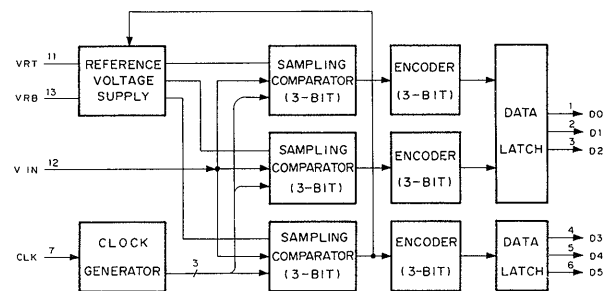 VRT 11
VRB 13
REFERENCE
VOLTAGE
SUPPLY
SAMPLING
COMPARATOR
(3-BIT)
ENCODER
(3-BIT)
DATA
LATCH
1 D0
2 D1
3 D2
V IN 12
SAMPLING
COMPARATOR
(3-BIT)
ENCODER
(3-BIT)
CLK 7
CLOCK
GENERATOR
3
SAMPLING
COMPARATOR
(3-BIT)
ENCODER
(3-BIT)
DATA
LATCH
4 D3
5 D4
6 D5